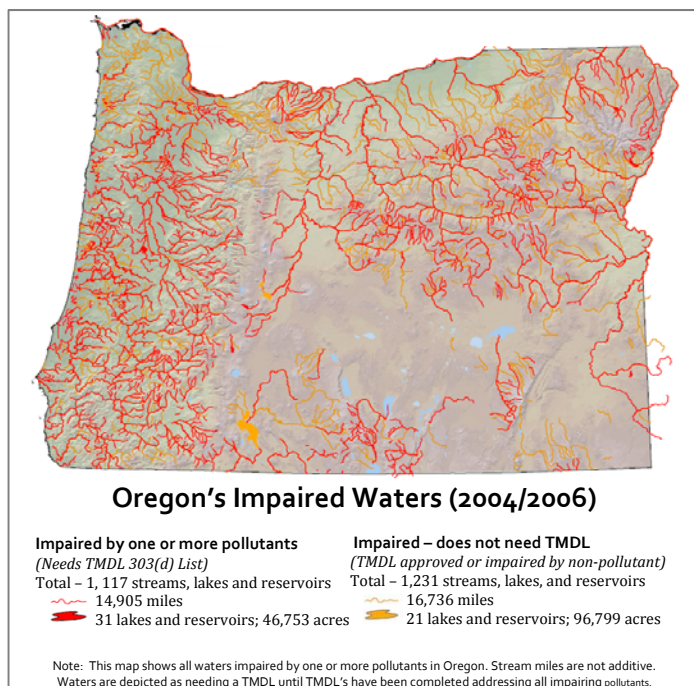 Oregon's Impaired Waters (2004/2006)
Impaired by one or more pollutants
(Needs TMDL 303(d) List)
Total – 1, 117 streams, lakes and reservoirs
14,905 miles
31 lakes and reservoirs; 46,753 acres
Impaired – does not need TMDL
(TMDL approved or impaired by non-pollutant)
Total – 1,231 streams, lakes, and reservoirs
16,736 miles
21 lakes and reservoirs; 96,799 acres
Note: This map shows all waters impaired by one or more pollutants in Oregon. Stream miles are not additive.
Waters are depicted as needing a TMDL until TMDL's have been completed addressing all impairing pollutants.